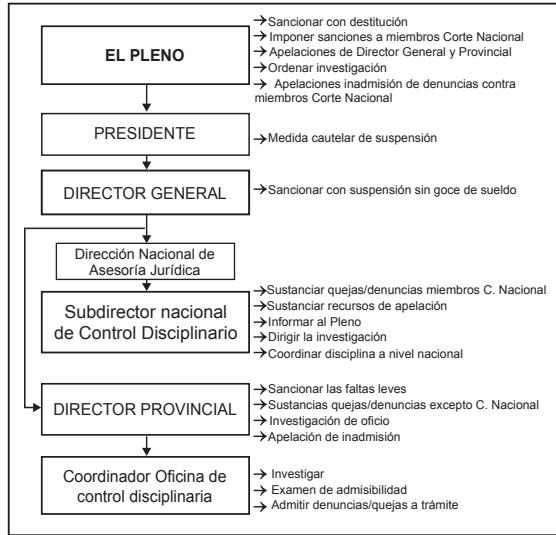 EL PLENO
→Sancionar con destitución
→Imponer sanciones a miembros Corte Nacional
→Apelaciones de Director General y Provincial
→Ordenar investigación
→ Apelaciones inadmisión de denuncias contra
miembros Corte Nacional
PRESIDENTE
→Medida cautelar de suspensión
DIRECTOR GENERAL
→Sancionar con suspensión sin goce de sueldo
Dirección Nacional de
Asesoría Jurídica
Subdirector nacional
de Control Disciplinario
→Sustanciar quejas/denuncias miembros C. Nacional
→Sustanciar recursos de apelación
→Informar al Pleno
→Dirigir la investigación
→Coordinar disciplina a nivel nacional
DIRECTOR PROVINCIAL
→Sancionar las faltas leves
→Sustancias quejas/denuncias excepto C. Nacional
→Investigación de oficio
→Apelación de inadmisión
Coordinador Oficina de
control disciplinaria
→ Investigar
→ Examen de admisibilidad
→ Admitir denuncias/quejas a trámite